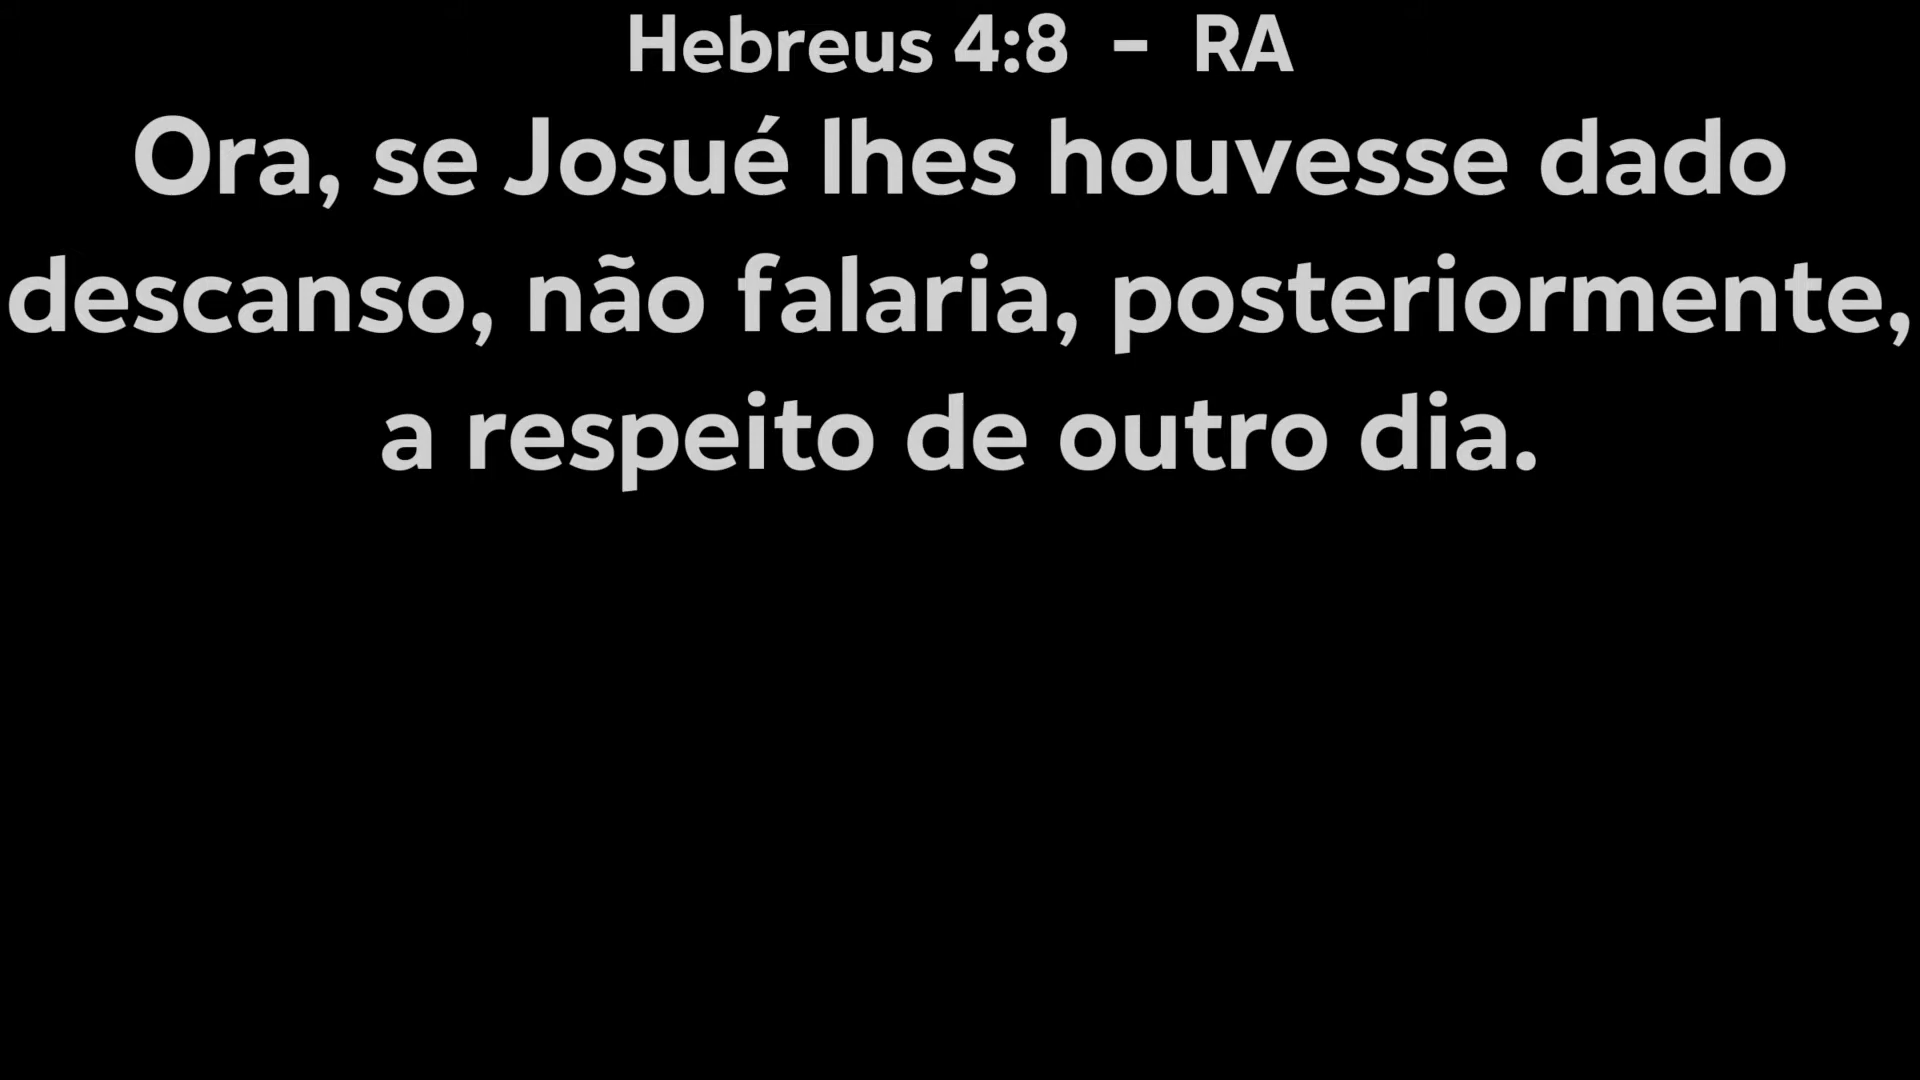 Hebreus 4:8 - RA
Ora, se Josué lhes houvesse dado
descanso, não falaria, posteriormente,
a respeito de outro dia.